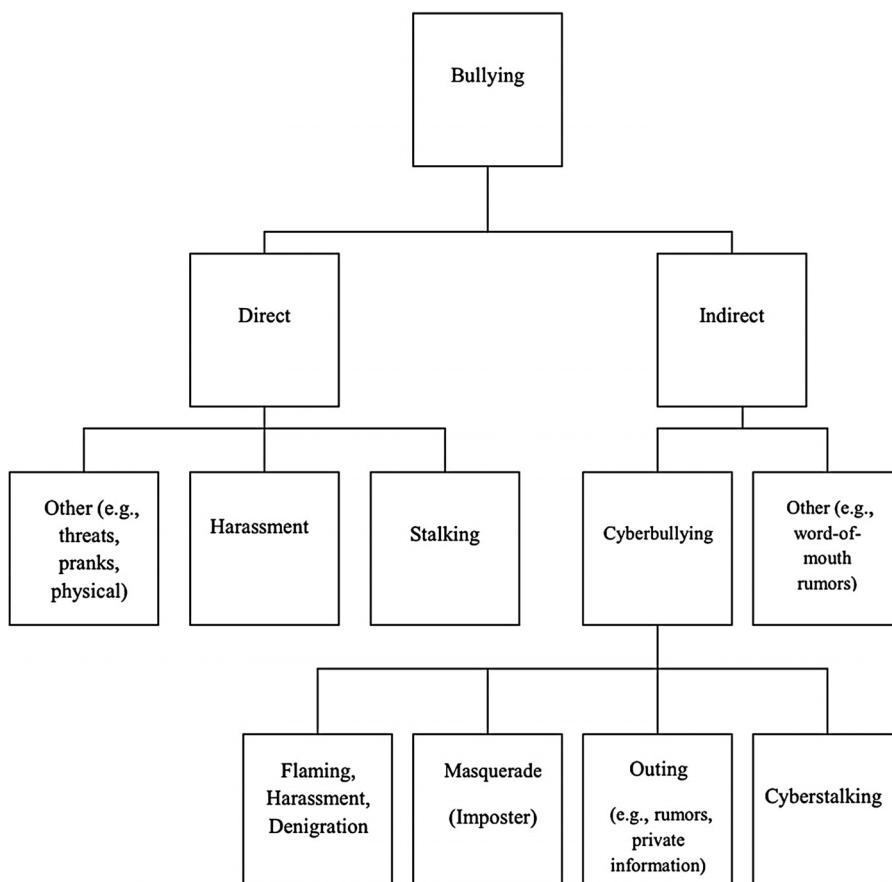 Bullying
Direct
Indirect
Other (e.g.,
threats,
pranks,
physical)
Harassment
Stalking
Cyberbullying
Other (e.g.,
word-of-
mouth
rumors)
Flaming,
Harassment,
Denigration
Masquerade
(Imposter)
Outing
(e.g., rumors,
private
information)
Cyberstalking